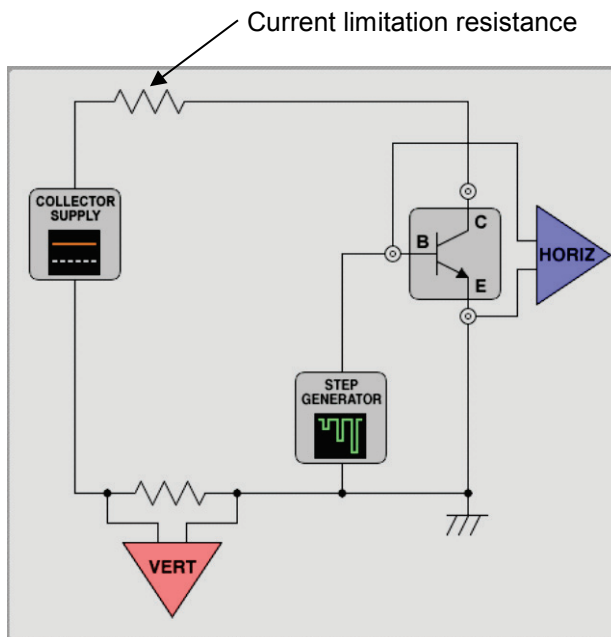 Current limitation resistance
COLLECTOR
SUPPLY
C
B
HORIZ
E
STEP
GENERATOR
VERT